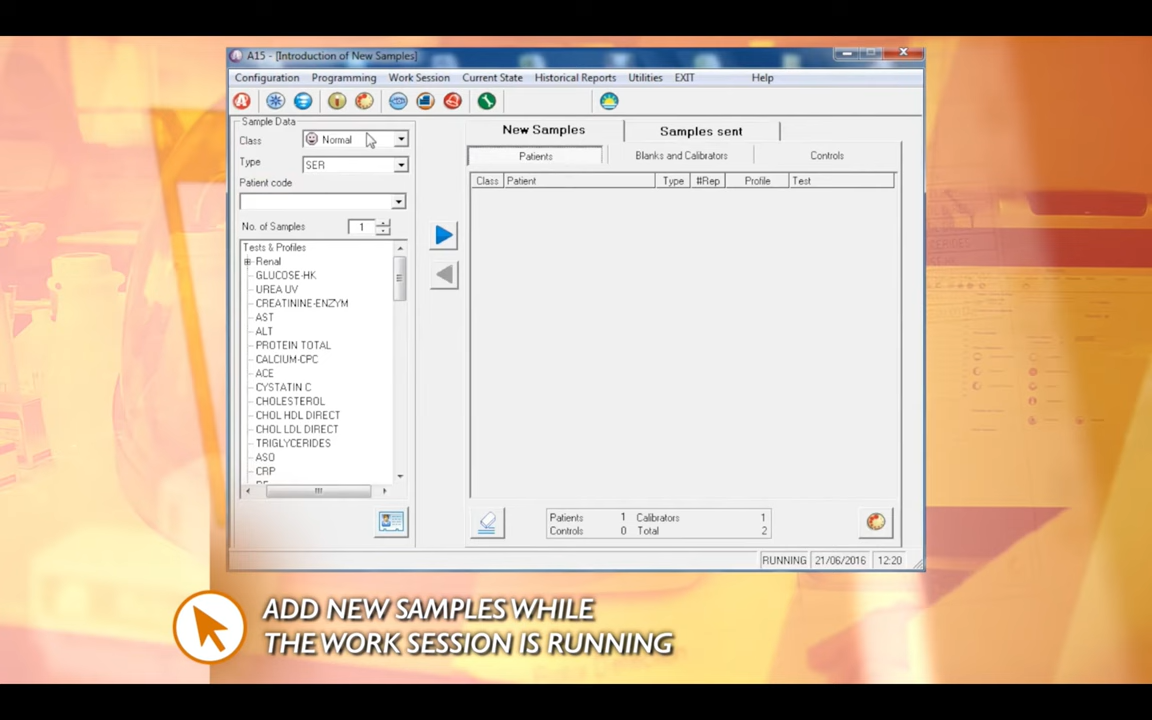 A15 - [Introduction of New Samples]
Configuration Programming Work Session Current State Historical Reports Utilities EXIT Help
Sample Data
Class Normal
Type SER
Patient code
No. of Samples 1
Tests & Profiles
Renal
GLUCOSE-HK
UREA UV
CREATININE-ENZYM
AST
ALT
PROTEIN TOTAL
CALCIUM-CPC
ACE
CYSTATIN C
CHOLESTEROL
CHOL HDL DIRECT
CHOL LDL DIRECT
TRIGLYCERIDES
ASO
CRP
New Samples Samples sent
Patients Blanks and Calibrators Controls
Class Patient Type #Rep Profile Test
Patients 1 Calibrators 1
Controls 0 Total 2
RUNNING 21/06/2016 12:20
ADD NEW SAMPLES WHILE
THE WORK SESSION IS RUNNING